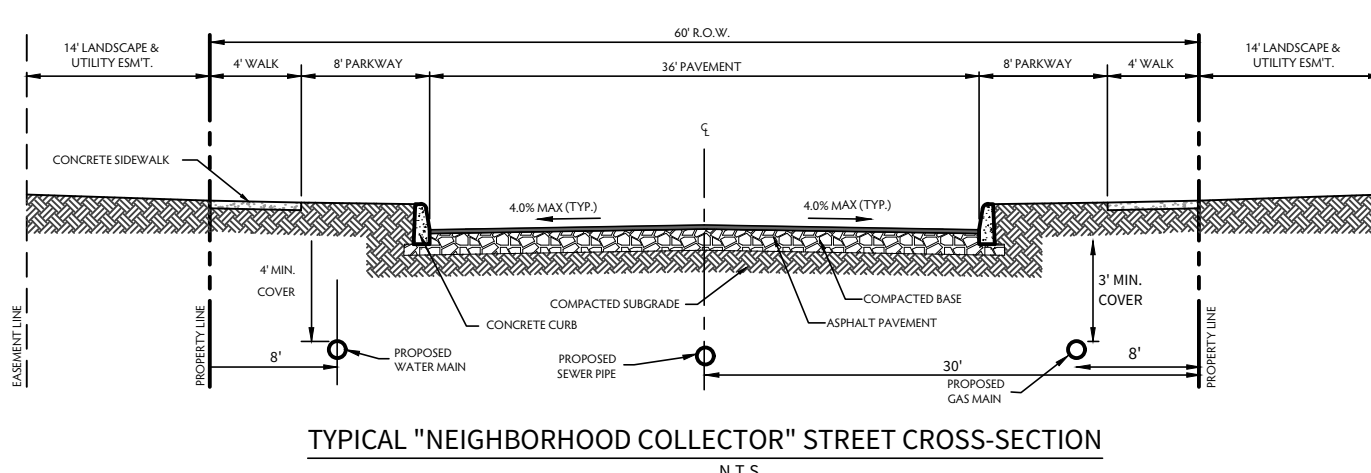 60' R.O.W.
14' LANDSCAPE &
UTILITY ESM'T.
4' WALK
8' PARKWAY
36' PAVEMENT
8' PARKWAY
4' WALK
14' LANDSCAPE &
UTILITY ESM'T.
℄
CONCRETE SIDEWALK
4.0% MAX (TYP.)
4.0% MAX (TYP.)
4' MIN.
COVER
3' MIN.
COVER
COMPACTED SUBGRADE
COMPACTED BASE
CONCRETE CURB
ASPHALT PAVEMENT
EASEMENT LINE
PROPERTY LINE
8'
PROPOSED
WATER MAIN
PROPOSED
SEWER PIPE
30'
PROPOSED
GAS MAIN
8'
PROPERTY LINE
TYPICAL "NEIGHBORHOOD COLLECTOR" STREET CROSS-SECTION
N.T.S.